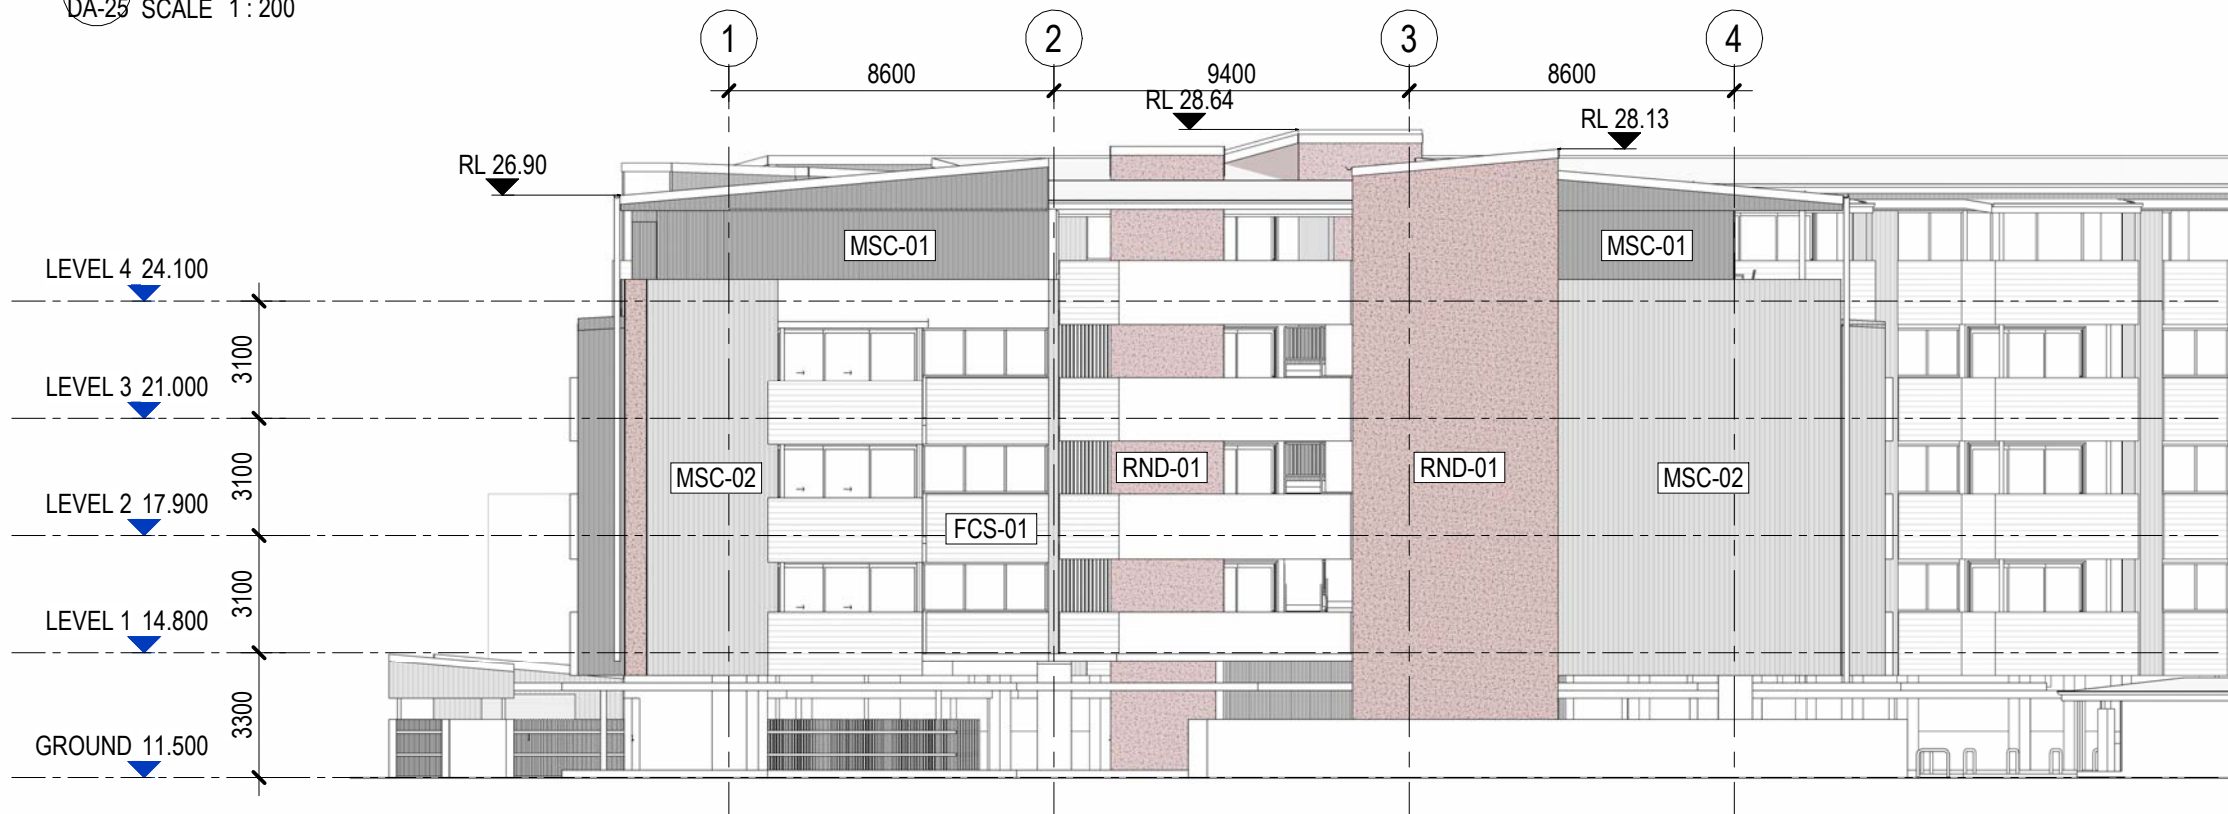 DA-25 SCALE 1 : 200
1 2 3 4
8600 9400 8600
RL 28.64
RL 28.13
RL 26.90
MSC-01 MSC-01
LEVEL 4 24.100
3100
LEVEL 3 21.000
3100
RND-01 RND-01
MSC-02 MSC-02
LEVEL 2 17.900
FCS-01
3100
LEVEL 1 14.800
3300
GROUND 11.500